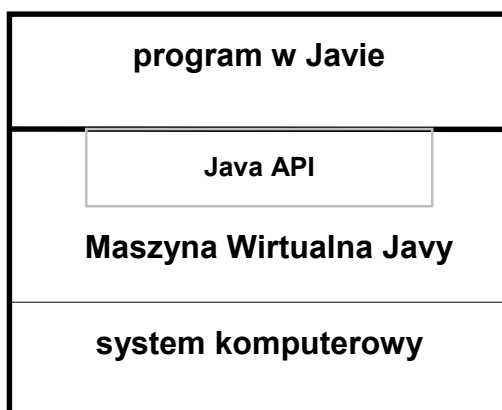 program w Javie
Java API
Maszyna Wirtualna Javy
system komputerowy